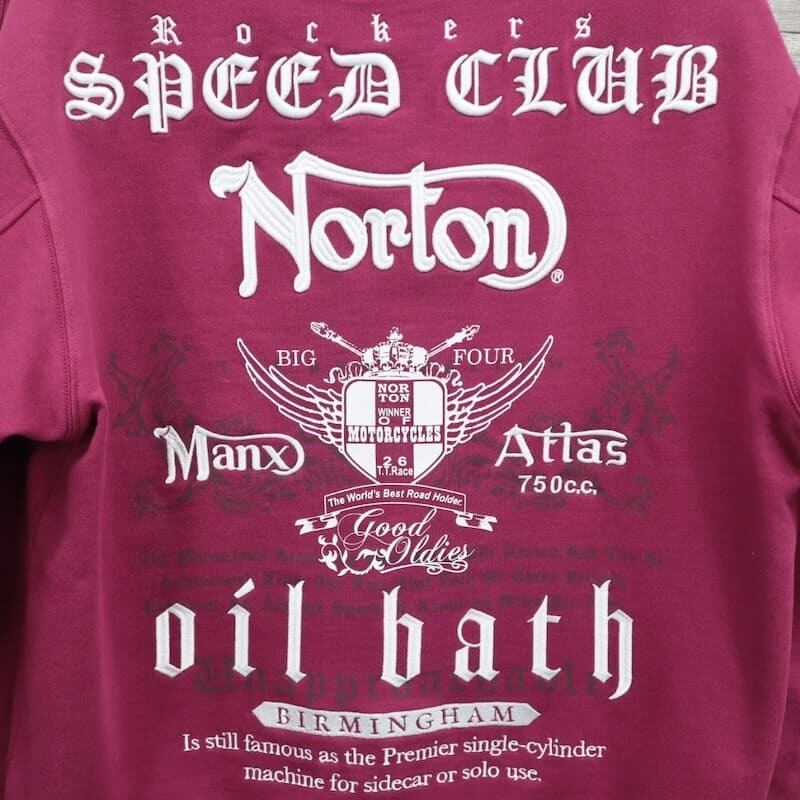 Rockers
SPEED CLUB
Norton®
BIG FOUR
NOR
TON
WINNER
OF
MOTORCYCLES
26
T.T.Race
Manx
Atlas
750c.c.
The World's Best Road Holder.
Good
Oldies
oil bath
Unapproachable
BIRMINGHAM
Is still famous as the Premier single-cylinder
machine for sidecar or solo use.